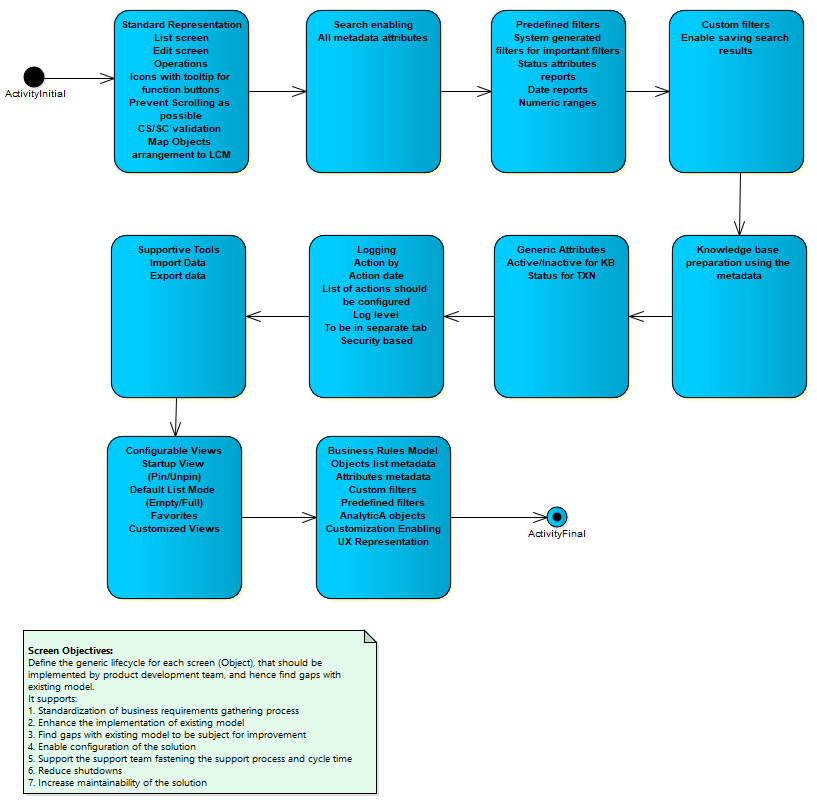 ActivityInitial
Standard Representation
List screen
Edit screen
Operations
Icons with tooltip for
function buttons
Prevent Scrolling as
possible
CS/SC validation
Map Objects
arrangement to LCM
Search enabling
All metadata attributes
Predefined filters
System generated
filters for important filters
Status attributes
reports
Date reports
Numeric ranges
Custom filters
Enable saving search
results
Knowledge base
preparation using the
metadata
Generic Attributes
Active/Inactive for KB
Status for TXN
Logging
Action by
Action date
List of actions should
be configured
Log level
To be in separate tab
Security based
Supportive Tools
Import Data
Export data
Configurable Views
Startup View
(Pin/Unpin)
Default List Mode
(Empty/Full)
Favorites
Customized Views
Business Rules Model
Objects list metadata
Attributes metadata
Custom filters
Predefined filters
AnalyticA objects
Customization Enabling
UX Representation
ActivityFinal
Screen Objectives:
Define the generic lifecycle for each screen (Object), that should be
implemented by product development team, and hence find gaps with
existing model.
It supports:
1. Standardization of business requirements gathering process
2. Enhance the implementation of existing model
3. Find gaps with existing model to be subject for improvement
4. Enable configuration of the solution
5. Support the support team fastening the support process and cycle time
6. Reduce shutdowns
7. Increase maintainability of the solution